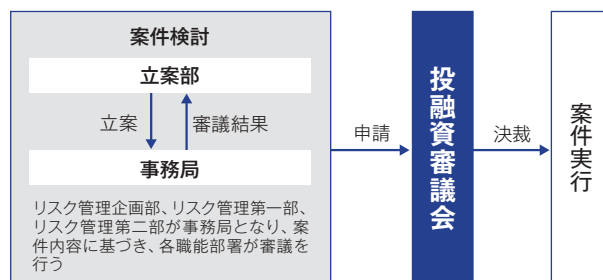 案件検討
立案部
立案
審議結果
事務局
リスク管理企画部、リスク管理第一部、
リスク管理第二部が事務局となり、案
件内容に基づき、各職能部署が審議を
行う
申請
投融資審議会
決裁
案件実行